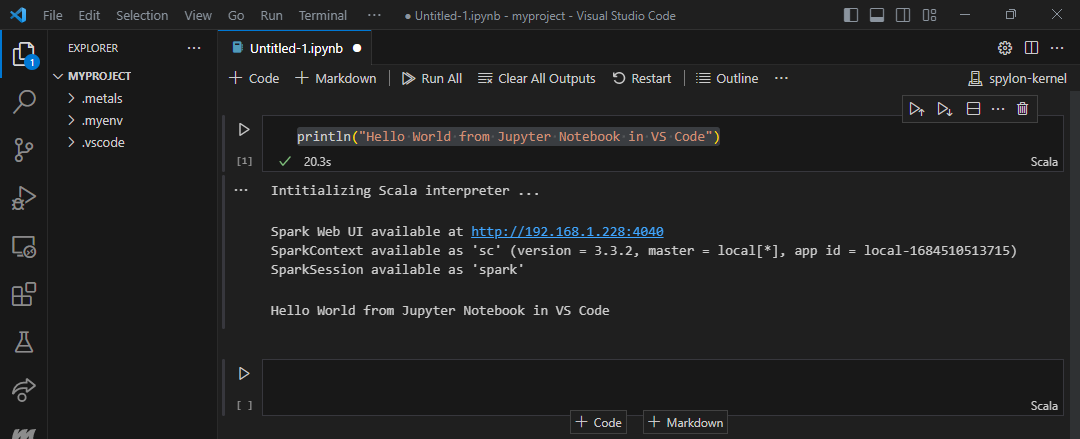 File Edit Selection View Go Run Terminal ··· ● Untitled-1.ipynb - myproject - Visual Studio Code
EXPLORER ···
1
MYPROJECT
.metals
.myenv
.vscode
Untitled-1.ipynb ● ···
+ Code + Markdown Run All Clear All Outputs Restart Outline ··· spylon-kernel
···
println("Hello·World·from·Jupyter·Notebook·in·VS·Code")
[1] ✓ 20.3s Scala
··· Intitializing Scala interpreter ...
Spark Web UI available at http://192.168.1.228:4040
SparkContext available as 'sc' (version = 3.3.2, master = local[*], app id = local-1684510513715)
SparkSession available as 'spark'
Hello World from Jupyter Notebook in VS Code
[ ] Scala
+ Code + Markdown